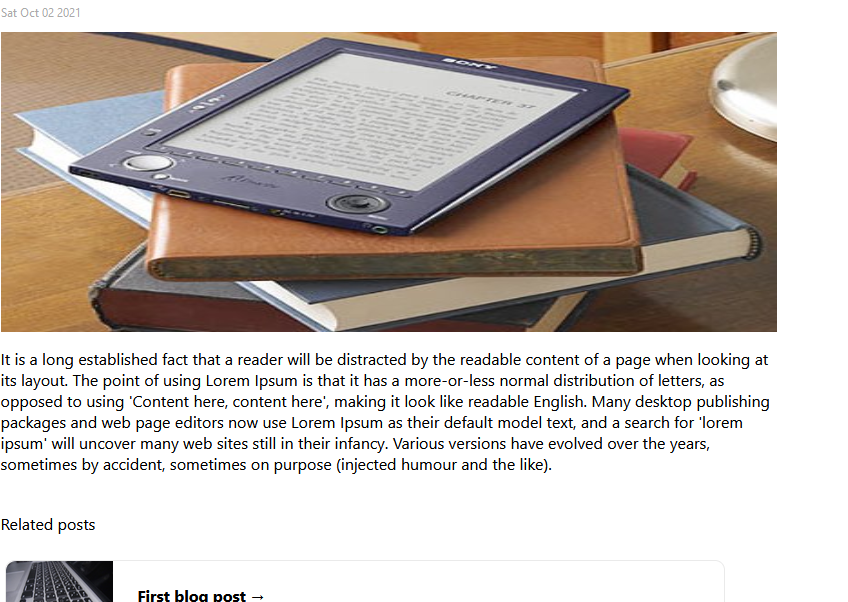 Sat Oct 02 2021
SONY
CHAPTER 37
It is a long established fact that a reader will be distracted by the readable content of a page when looking at
its layout. The point of using Lorem Ipsum is that it has a more-or-less normal distribution of letters, as
opposed to using 'Content here, content here', making it look like readable English. Many desktop publishing
packages and web page editors now use Lorem Ipsum as their default model text, and a search for 'lorem
ipsum' will uncover many web sites still in their infancy. Various versions have evolved over the years,
sometimes by accident, sometimes on purpose (injected humour and the like).
Related posts
First blog post →